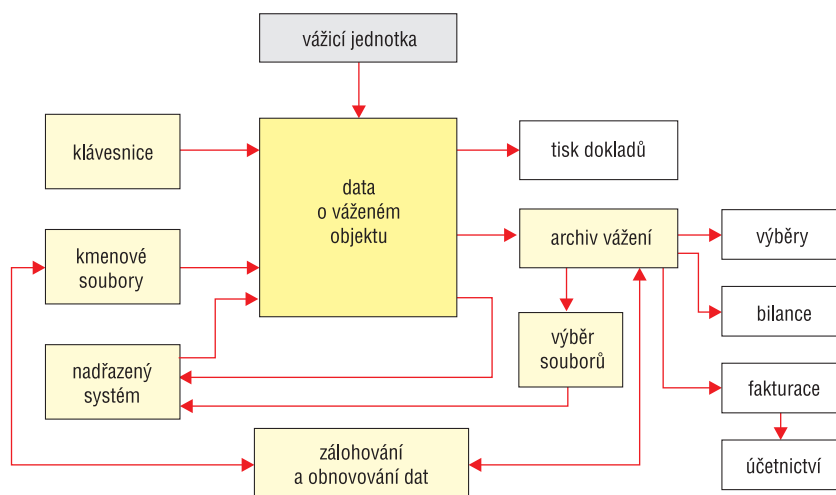 vážicí jednotka
klávesnice
data
o váženém
objektu
tisk dokladů
archiv vážení
výběry
kmenové
soubory
bilance
výběr
souborů
nadřazený
systém
fakturace
zálohování
a obnovování dat
účetnictví